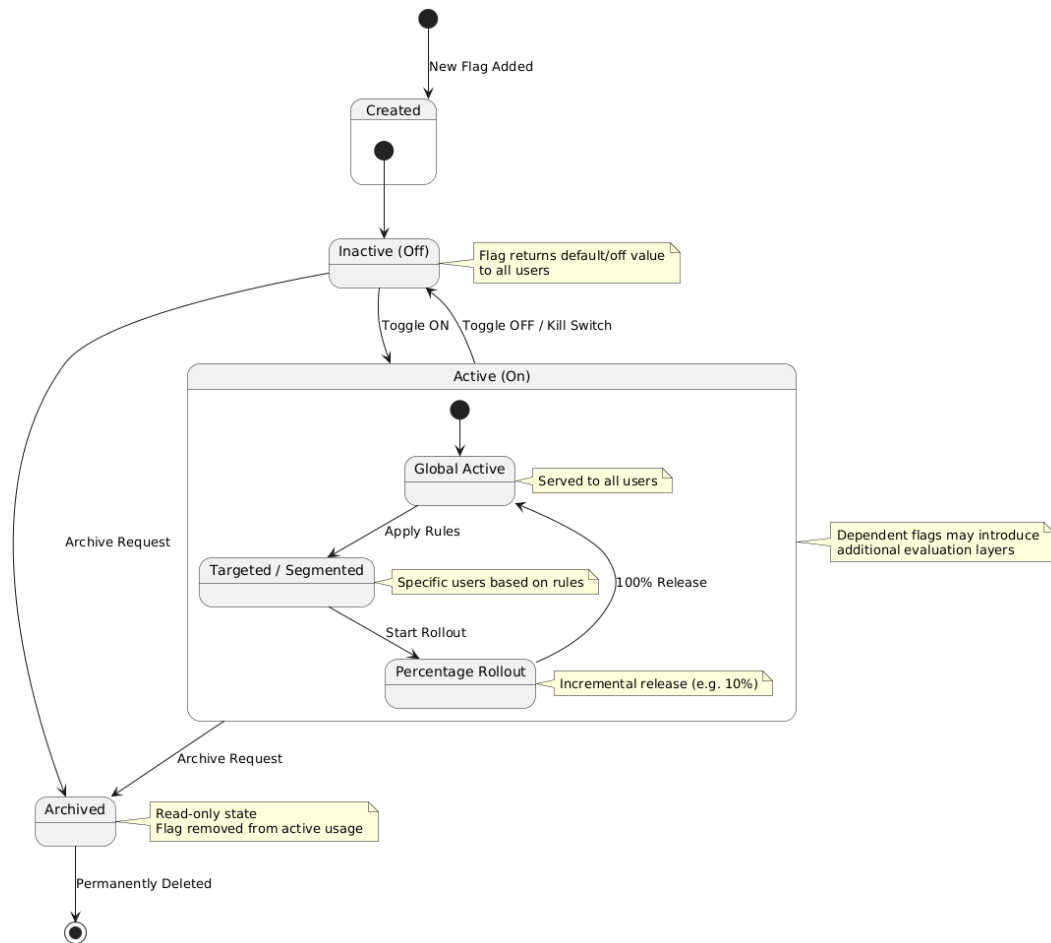 New Flag Added
Created
Inactive (Off)
Flag returns default/off value
to all users
Toggle ON
Toggle OFF / Kill Switch
Active (On)
Global Active
Served to all users
Apply Rules
Archive Request
Dependent flags may introduce
additional evaluation layers
Targeted / Segmented
Specific users based on rules
100% Release
Start Rollout
Percentage Rollout
Incremental release (e.g. 10%)
Archive Request
Archived
Read-only state
Flag removed from active usage
Permanently Deleted